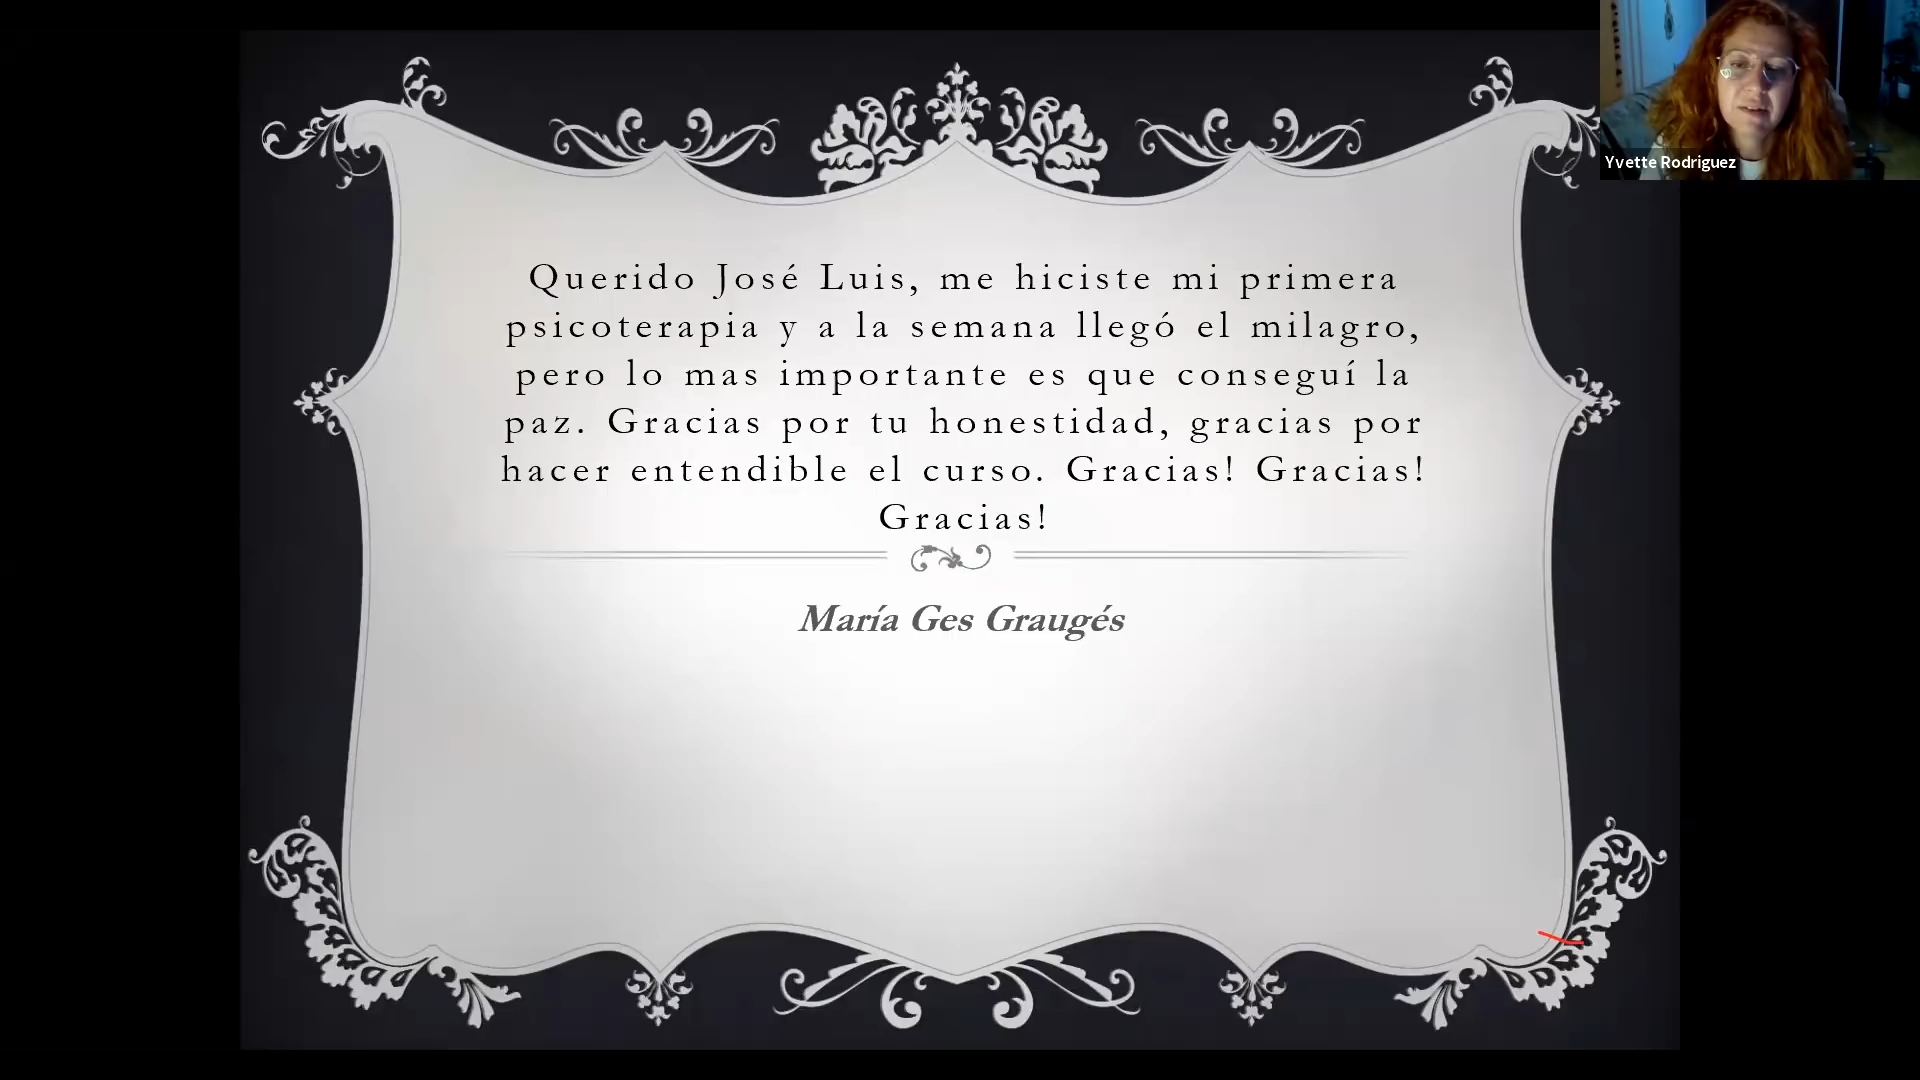 Querido José Luis, me hiciste mi primera
psicoterapia y a la semana llegó el milagro,
pero lo mas importante es que conseguí la
paz. Gracias por tu honestidad, gracias por
hacer entendible el curso. Gracias! Gracias!
Gracias!
María Ges Graugés
Yvette Rodriguez